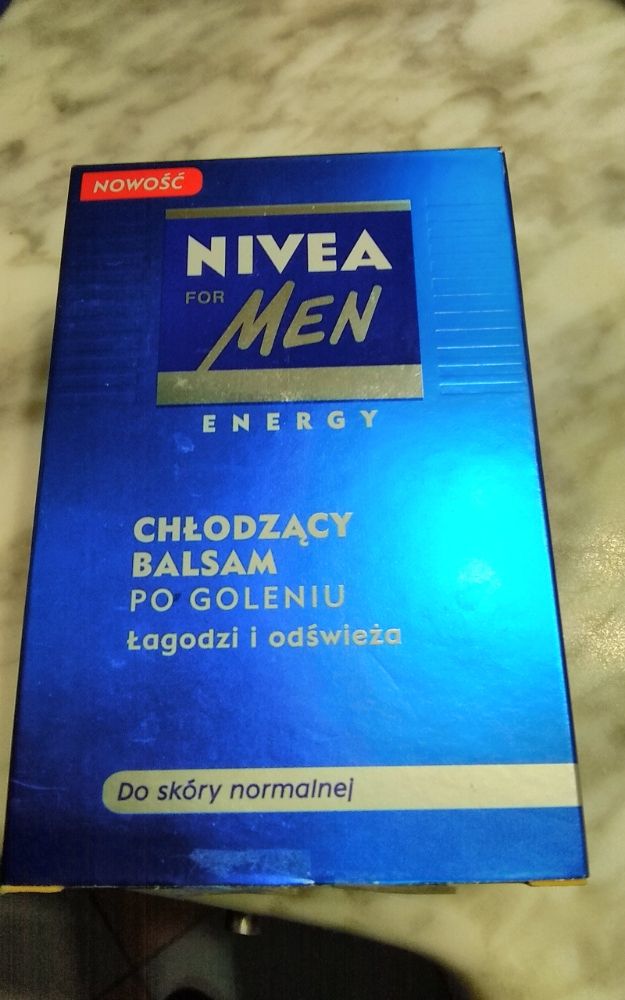 NOWOŚĆ
NIVEA
FOR MEN
ENERGY
CHŁODZĄCY
BALSAM
PO GOLENIU
Łagodzi i odświeża
Do skóry normalnej